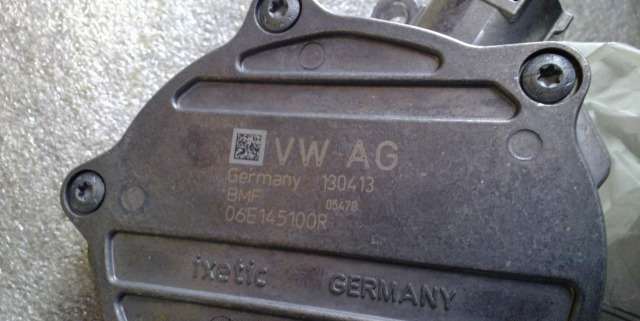 VW AG
Germany 130413
BMF 05478
06E145100R
ixetic GERMANY